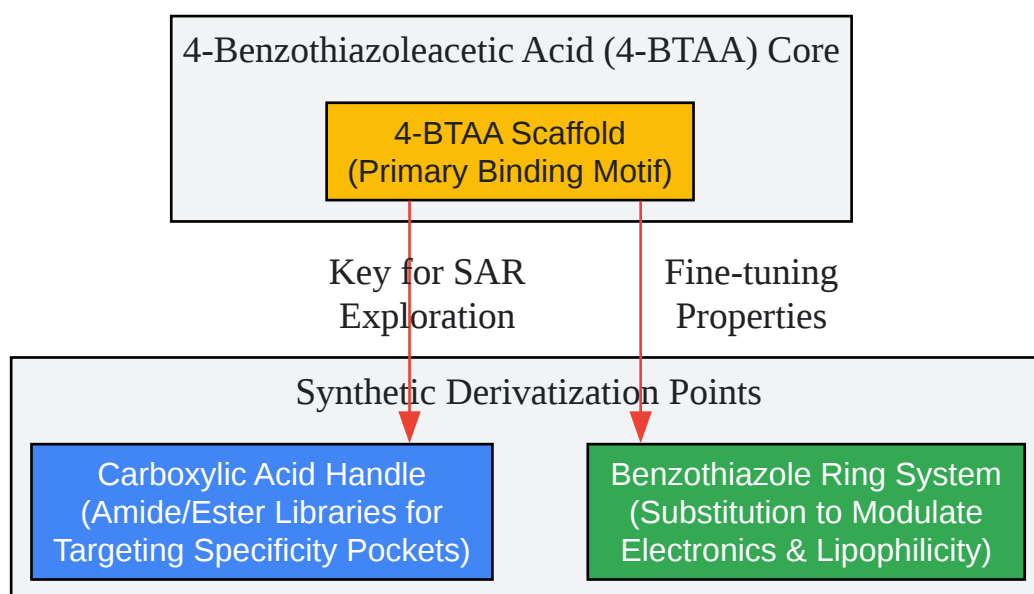 4-Benzothiazoleacetic Acid (4-BTAA) Core
4-BTAA Scaffold
(Primary Binding Motif)
Key for SAR
Exploration
Fine-tuning
Properties
Synthetic Derivatization Points
Carboxylic Acid Handle
(Amide/Ester Libraries for
Targeting Specificity Pockets)
Benzothiazole Ring System
(Substitution to Modulate
Electronics & Lipophilicity)